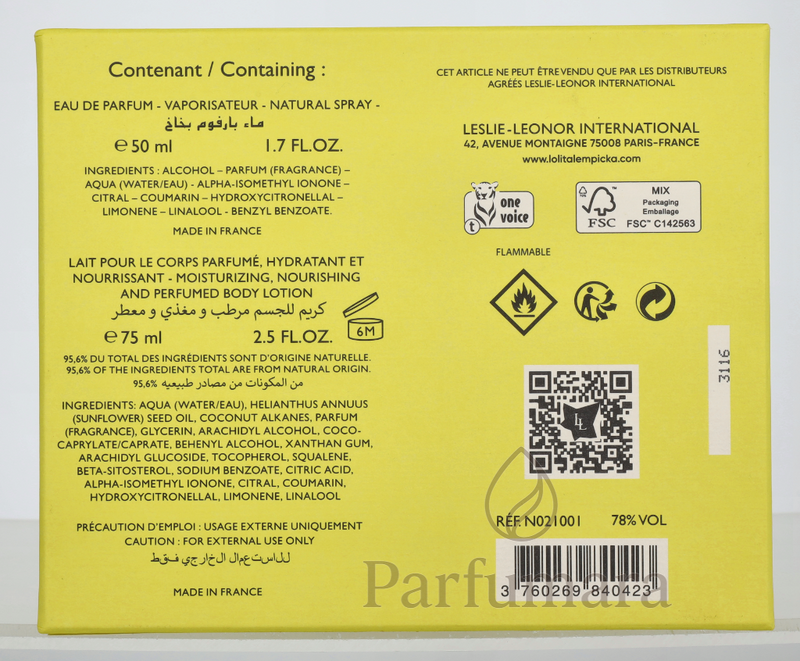 Contenant / Containing :
EAU DE PARFUM - VAPORISATEUR - NATURAL SPRAY -
ماء بارفوم بخاخ
℮ 50 ml 1.7 FL.OZ.
INGREDIENTS : ALCOHOL – PARFUM (FRAGRANCE) –
AQUA (WATER/EAU) - ALPHA-ISOMETHYL IONONE –
CITRAL – COUMARIN – HYDROXYCITRONELLAL –
LIMONENE – LINALOOL - BENZYL BENZOATE.
MADE IN FRANCE
LAIT POUR LE CORPS PARFUMÉ, HYDRATANT ET
NOURRISSANT - MOISTURIZING, NOURISHING
AND PERFUMED BODY LOTION
كريم للجسم مرطب و مغذي و معطر
℮ 75 ml 2.5 FL.OZ.
6M
95,6% DU TOTAL DES INGRÉDIENTS SONT D'ORIGINE NATURELLE.
95,6% OF THE INGREDIENTS TOTAL ARE FROM NATURAL ORIGIN.
95,6% من المكونات من مصادر طبيعيه
INGREDIENTS: AQUA (WATER/EAU), HELIANTHUS ANNUUS
(SUNFLOWER) SEED OIL, COCONUT ALKANES, PARFUM
(FRAGRANCE), GLYCERIN, ARACHIDYL ALCOHOL, COCO-
CAPRYLATE/CAPRATE, BEHENYL ALCOHOL, XANTHAN GUM,
ARACHIDYL GLUCOSIDE, TOCOPHEROL, SQUALENE,
BETA-SITOSTEROL, SODIUM BENZOATE, CITRIC ACID,
ALPHA-ISOMETHYL IONONE, CITRAL, COUMARIN,
HYDROXYCITRONELLAL, LIMONENE, LINALOOL
PRÉCAUTION D'EMPLOI : USAGE EXTERNE UNIQUEMENT
CAUTION : FOR EXTERNAL USE ONLY
للاستعمال الخارجي فقط
MADE IN FRANCE
CET ARTICLE NE PEUT ÊTRE VENDU QUE PAR LES DISTRIBUTEURS
AGRÉÉS LESLIE-LEONOR INTERNATIONAL
LESLIE-LEONOR INTERNATIONAL
42, AVENUE MONTAIGNE 75008 PARIS-FRANCE
www.lolitalempicka.com
one
voice
t
FSC
MIX
Packaging
Emballage
FSC™ C142563
FLAMMABLE
3116
LL
RÉF. N021001 78% VOL
3 760269 840423
Parfumara